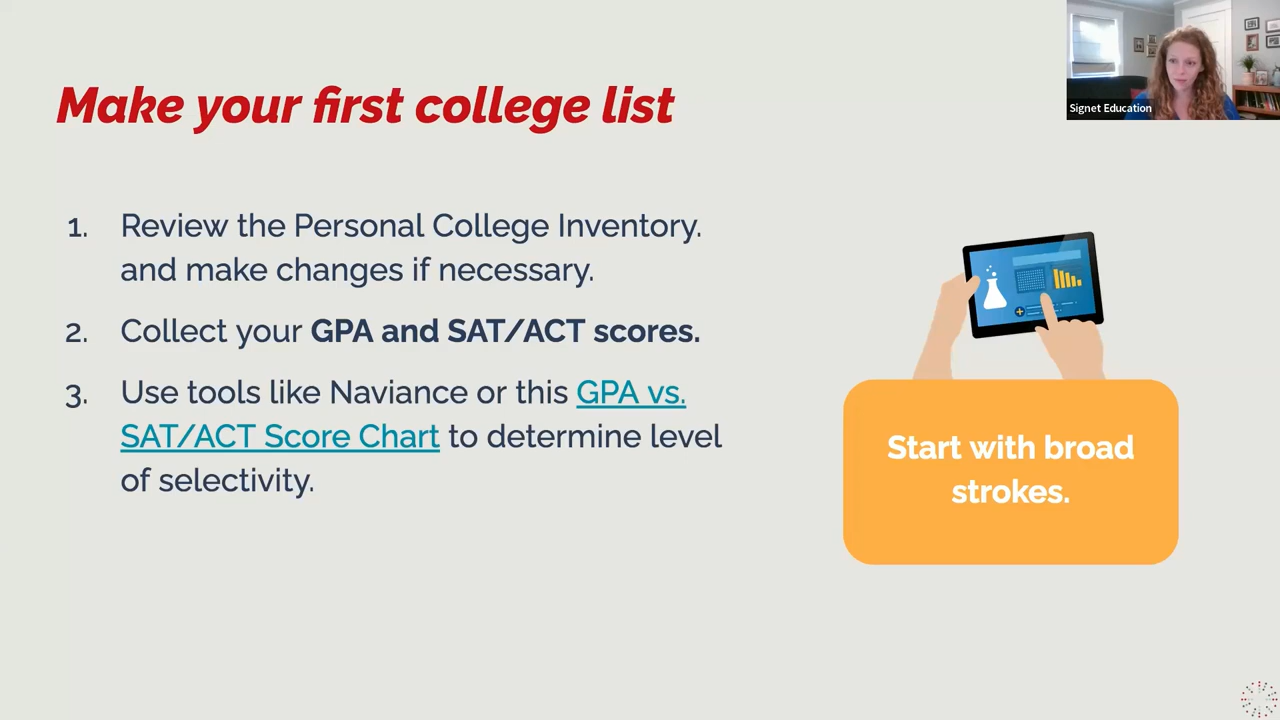 Signet Education
Make your first college list
1. Review the Personal College Inventory.
and make changes if necessary.
2. Collect your GPA and SAT/ACT scores.
3. Use tools like Naviance or this GPA vs.
SAT/ACT Score Chart to determine level
of selectivity.
Start with broad
strokes.